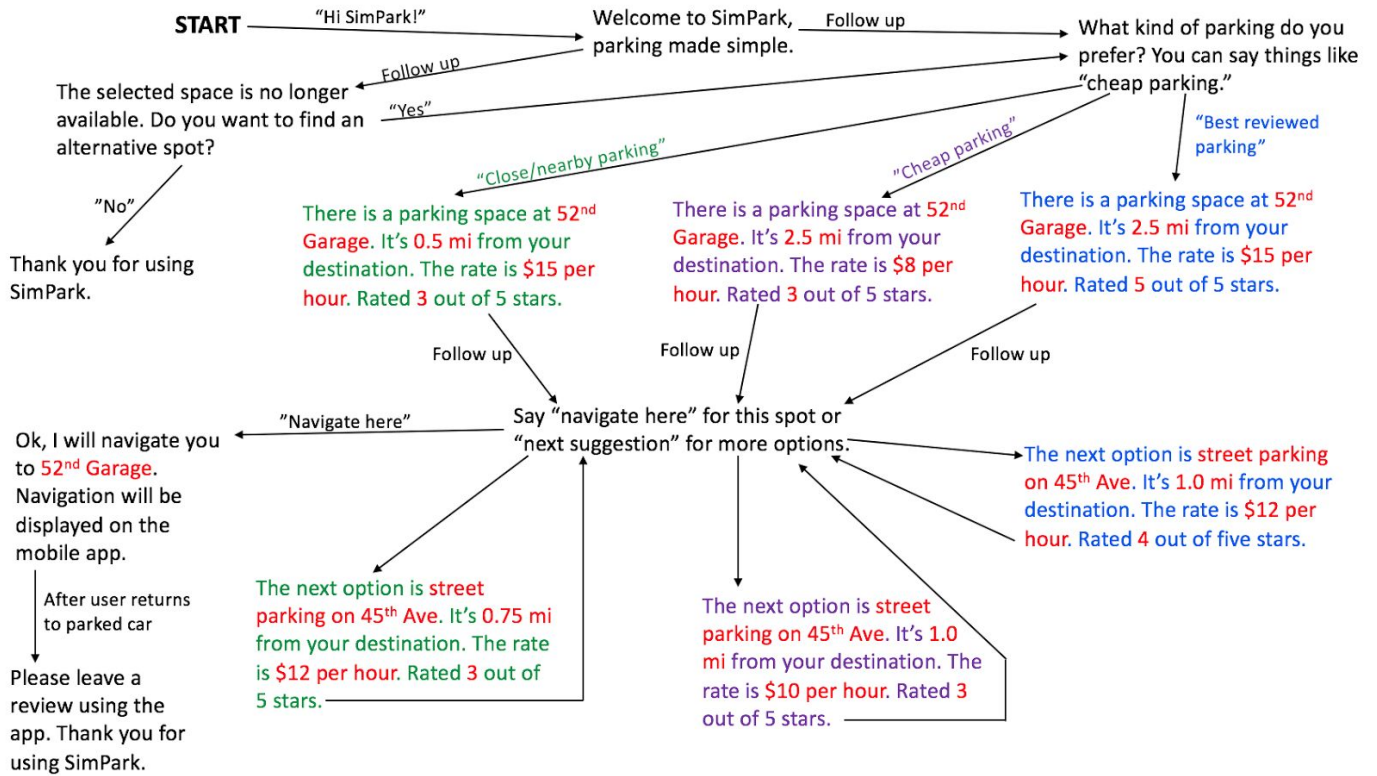 START
"Hi SimPark!"
Welcome to SimPark,
parking made simple.
Follow up
What kind of parking do you
prefer? You can say things like
“cheap parking.”
Follow up
The selected space is no longer
available. Do you want to find an
alternative spot?
"Yes"
"Best reviewed
parking"
"Close/nearby parking"
"Cheap parking"
"No"
Thank you for using
SimPark.
There is a parking space at 52nd
Garage. It’s 0.5 mi from your
destination. The rate is $15 per
hour. Rated 3 out of 5 stars.
There is a parking space at 52nd
Garage. It’s 2.5 mi from your
destination. The rate is $8 per
hour. Rated 3 out of 5 stars.
There is a parking space at 52nd
Garage. It’s 2.5 mi from your
destination. The rate is $15 per
hour. Rated 5 out of 5 stars.
Follow up
Follow up
Follow up
Say “navigate here” for this spot or
“next suggestion” for more options.
"Navigate here"
Ok, I will navigate you
to 52nd Garage.
Navigation will be
displayed on the
mobile app.
The next option is street parking
on 45th Ave. It’s 1.0 mi from your
destination. The rate is $12 per
hour. Rated 4 out of five stars.
After user returns
to parked car
The next option is street
parking on 45th Ave. It’s 0.75 mi
from your destination. The rate
is $12 per hour. Rated 3 out of
5 stars.
The next option is street
parking on 45th Ave. It’s 1.0
mi from your destination. The
rate is $10 per hour. Rated 3
out of 5 stars.
Please leave a
review using the
app. Thank you for
using SimPark.